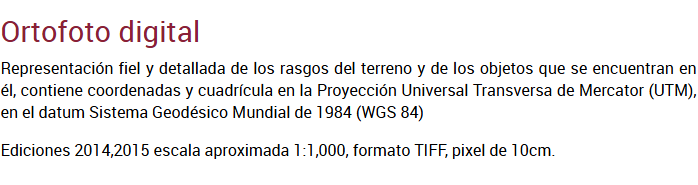 Ortofoto digital
Representación fiel y detallada de los rasgos del terreno y de los objetos que se encuentran en
él, contiene coordenadas y cuadrícula en la Proyección Universal Transversa de Mercator (UTM),
en el datum Sistema Geodésico Mundial de 1984 (WGS 84)
Ediciones 2014,2015 escala aproximada 1:1,000, formato TIFF, pixel de 10cm.